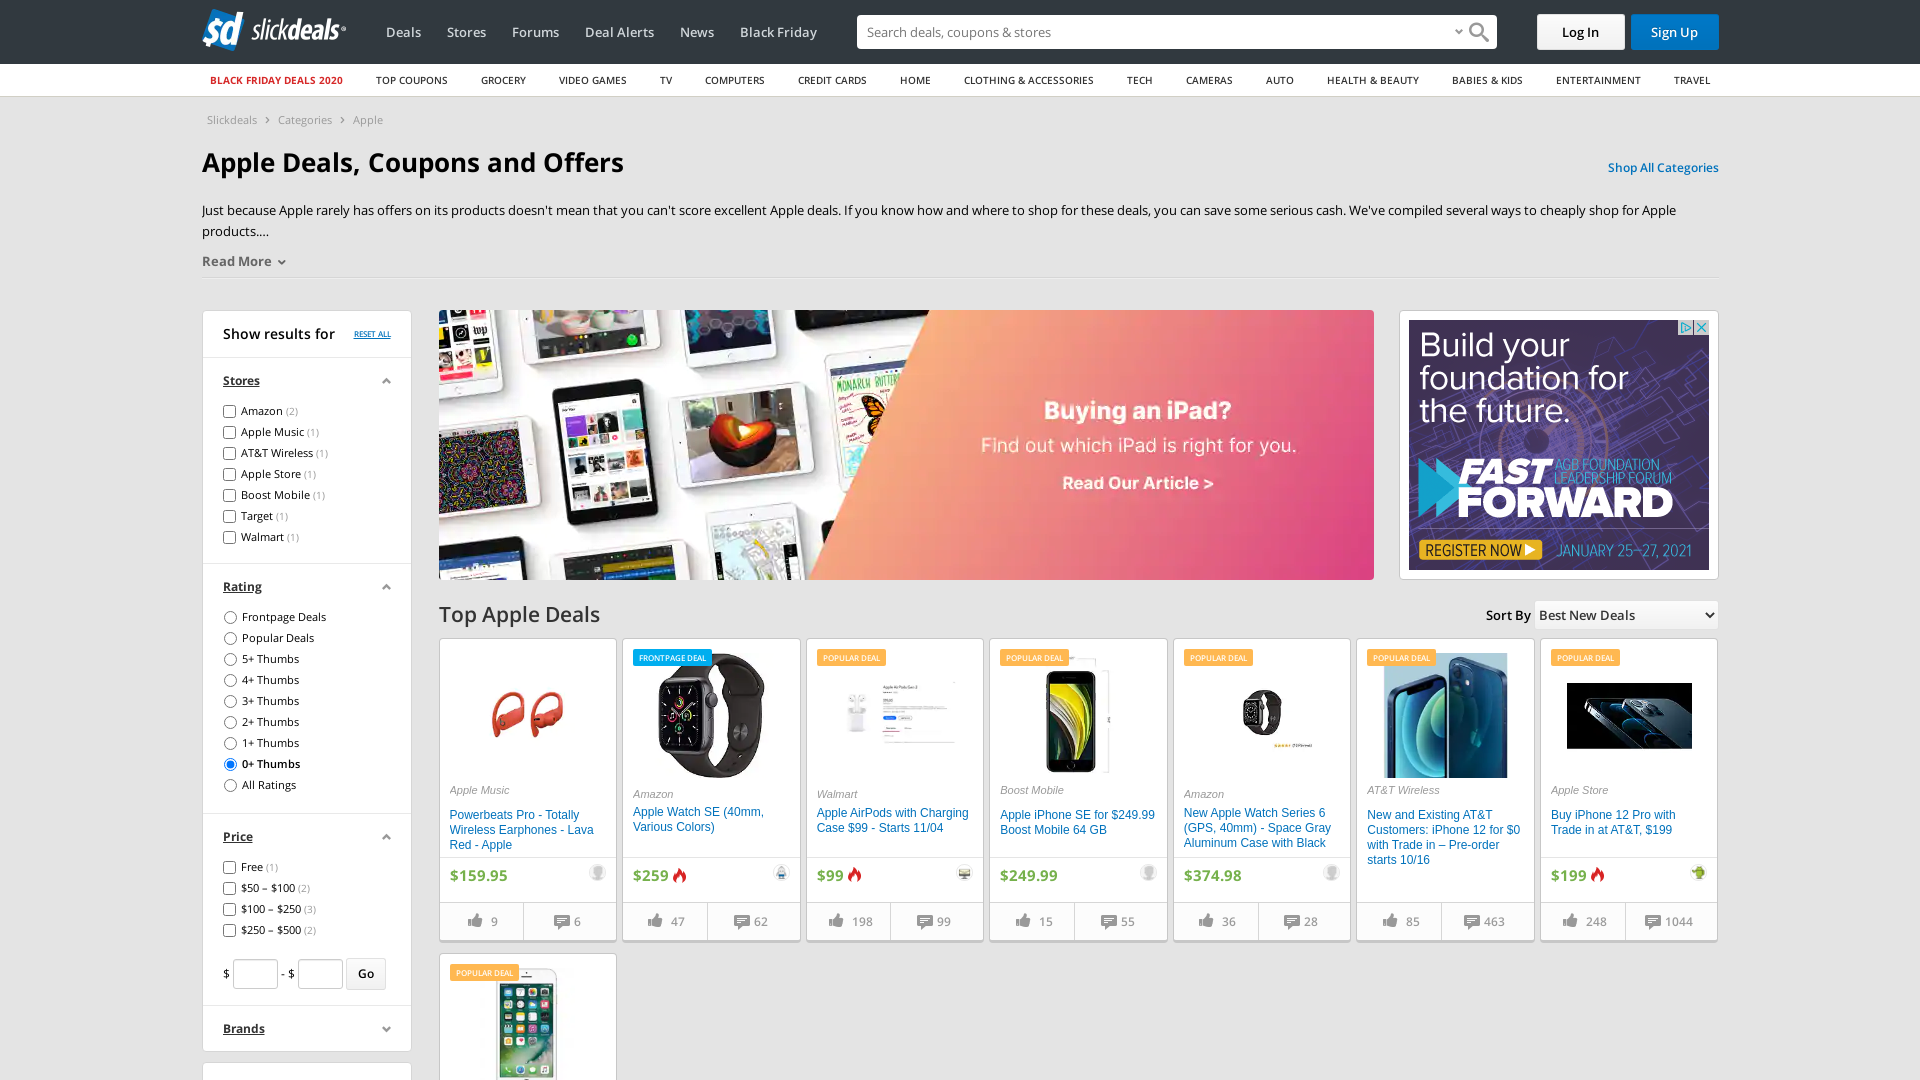 sd slickdeals
Deals
Stores
Forums
Deal Alerts
News
Black Friday
Search deals, coupons & stores
Log In
Sign Up
BLACK FRIDAY DEALS 2020
TOP COUPONS
GROCERY
VIDEO GAMES
TV
COMPUTERS
CREDIT CARDS
HOME
CLOTHING & ACCESSORIES
TECH
CAMERAS
AUTO
HEALTH & BEAUTY
BABIES & KIDS
ENTERTAINMENT
TRAVEL
Slickdeals > Categories > Apple
Apple Deals, Coupons and Offers
Shop All Categories
Just because Apple rarely has offers on its products doesn't mean that you can't score excellent Apple deals. If you know how and where to shop for these deals, you can save some serious cash. We've compiled several ways to cheaply shop for Apple
products....
Read More
Show results for
RESET ALL
Stores
Amazon (2)
Apple Music (1)
AT&T Wireless (1)
Apple Store (1)
Boost Mobile (1)
Target (1)
Walmart (1)
Rating
Frontpage Deals
Popular Deals
5+ Thumbs
4+ Thumbs
3+ Thumbs
2+ Thumbs
1+ Thumbs
0+ Thumbs
All Ratings
Price
Free (1)
$50 – $100 (2)
$100 – $250 (3)
$250 – $500 (2)
$ - $ Go
Brands
MONARCH BUTTER
Buying an iPad?
Find out which iPad is right for you.
Read Our Article >
Build your
foundation for
the future.
FAST
FORWARD
AGB FOUNDATION
LEADERSHIP FORUM
REGISTER NOW
JANUARY 25–27, 2021
Top Apple Deals
Sort By Best New Deals
Apple Music
Powerbeats Pro - Totally
Wireless Earphones - Lava
Red - Apple
$159.95
9
6
FRONTPAGE DEAL
Amazon
Apple Watch SE (40mm,
Various Colors)
$259
47
62
POPULAR DEAL
Walmart
Apple AirPods with Charging
Case $99 - Starts 11/04
$99
198
99
POPULAR DEAL
Boost Mobile
Apple iPhone SE for $249.99
Boost Mobile 64 GB
$249.99
15
55
POPULAR DEAL
Amazon
New Apple Watch Series 6
(GPS, 40mm) - Space Gray
Aluminum Case with Black
$374.98
36
28
POPULAR DEAL
AT&T Wireless
New and Existing AT&T
Customers: iPhone 12 for $0
with Trade in – Pre-order
starts 10/16
85
463
POPULAR DEAL
Apple Store
Buy iPhone 12 Pro with
Trade in at AT&T, $199
$199
248
1044
POPULAR DEAL